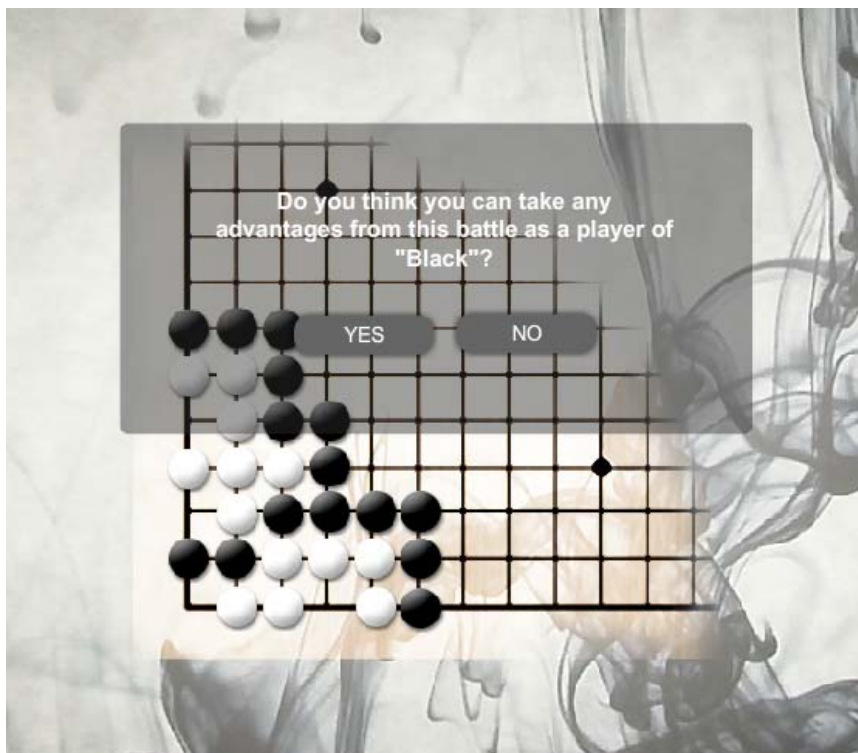 Do you think you can take any
advantages from this battle as a player of
"Black"?
YES NO